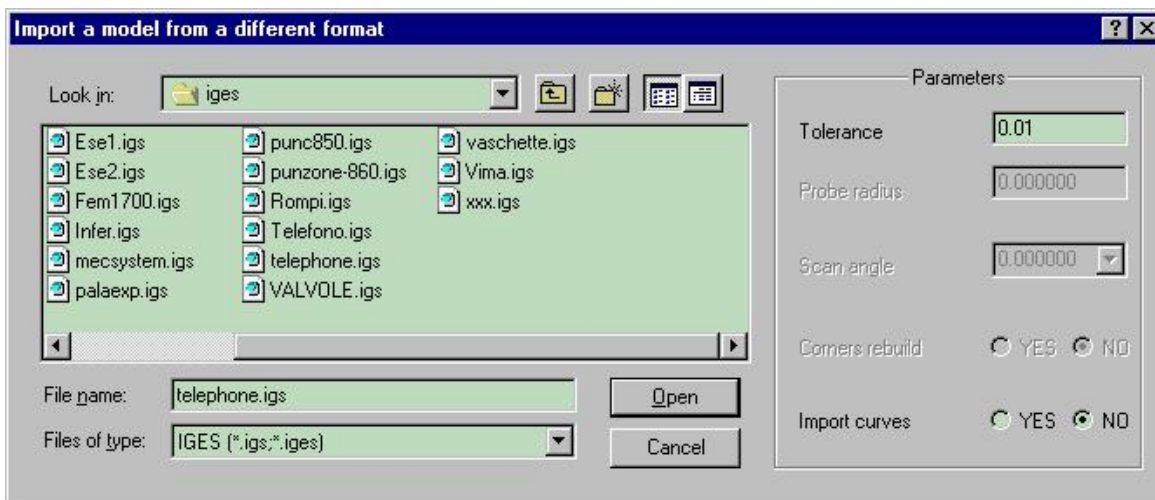 Import a model from a different format
Look in: iges
Ese1.igs punc850.igs vaschette.igs
Ese2.igs punzone-860.igs Vima.igs
Fem1700.igs Rompi.igs xxx.igs
Infer.igs Telefono.igs
mecsystem.igs telephone.igs
palaexp.igs VALVOLE.igs
File name: telephone.igs Open
Files of type: IGES (*.igs;*.iges) Cancel
Parameters
Tolerance 0.01
Probe radius 0.000000
Scan angle 0.000000
Corners rebuild YES NO
Import curves YES NO